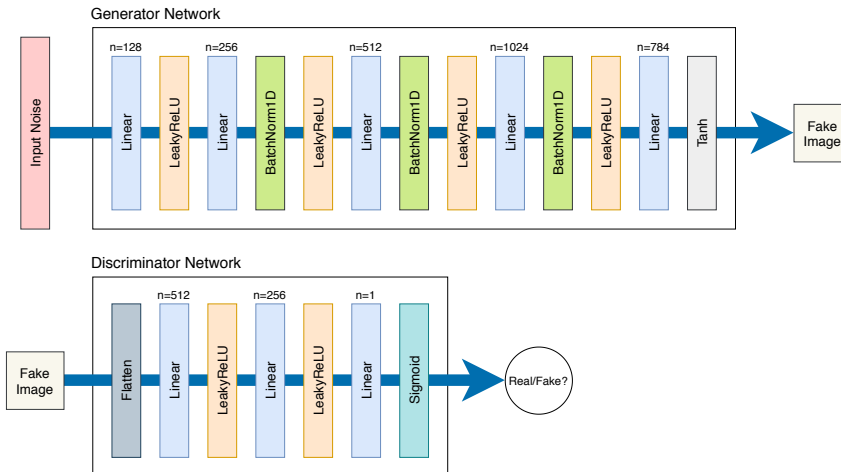 Generator Network
n=128
n=256
n=512
n=1024
n=784
Input Noise
Linear
LeakyReLU
Linear
BatchNorm1D
LeakyReLU
Linear
BatchNorm1D
LeakyReLU
Linear
BatchNorm1D
LeakyReLU
Linear
Tanh
Fake
Image
Discriminator Network
n=512
n=256
n=1
Fake
Image
Flatten
Linear
LeakyReLU
Linear
LeakyReLU
Linear
Sigmoid
Real/Fake?